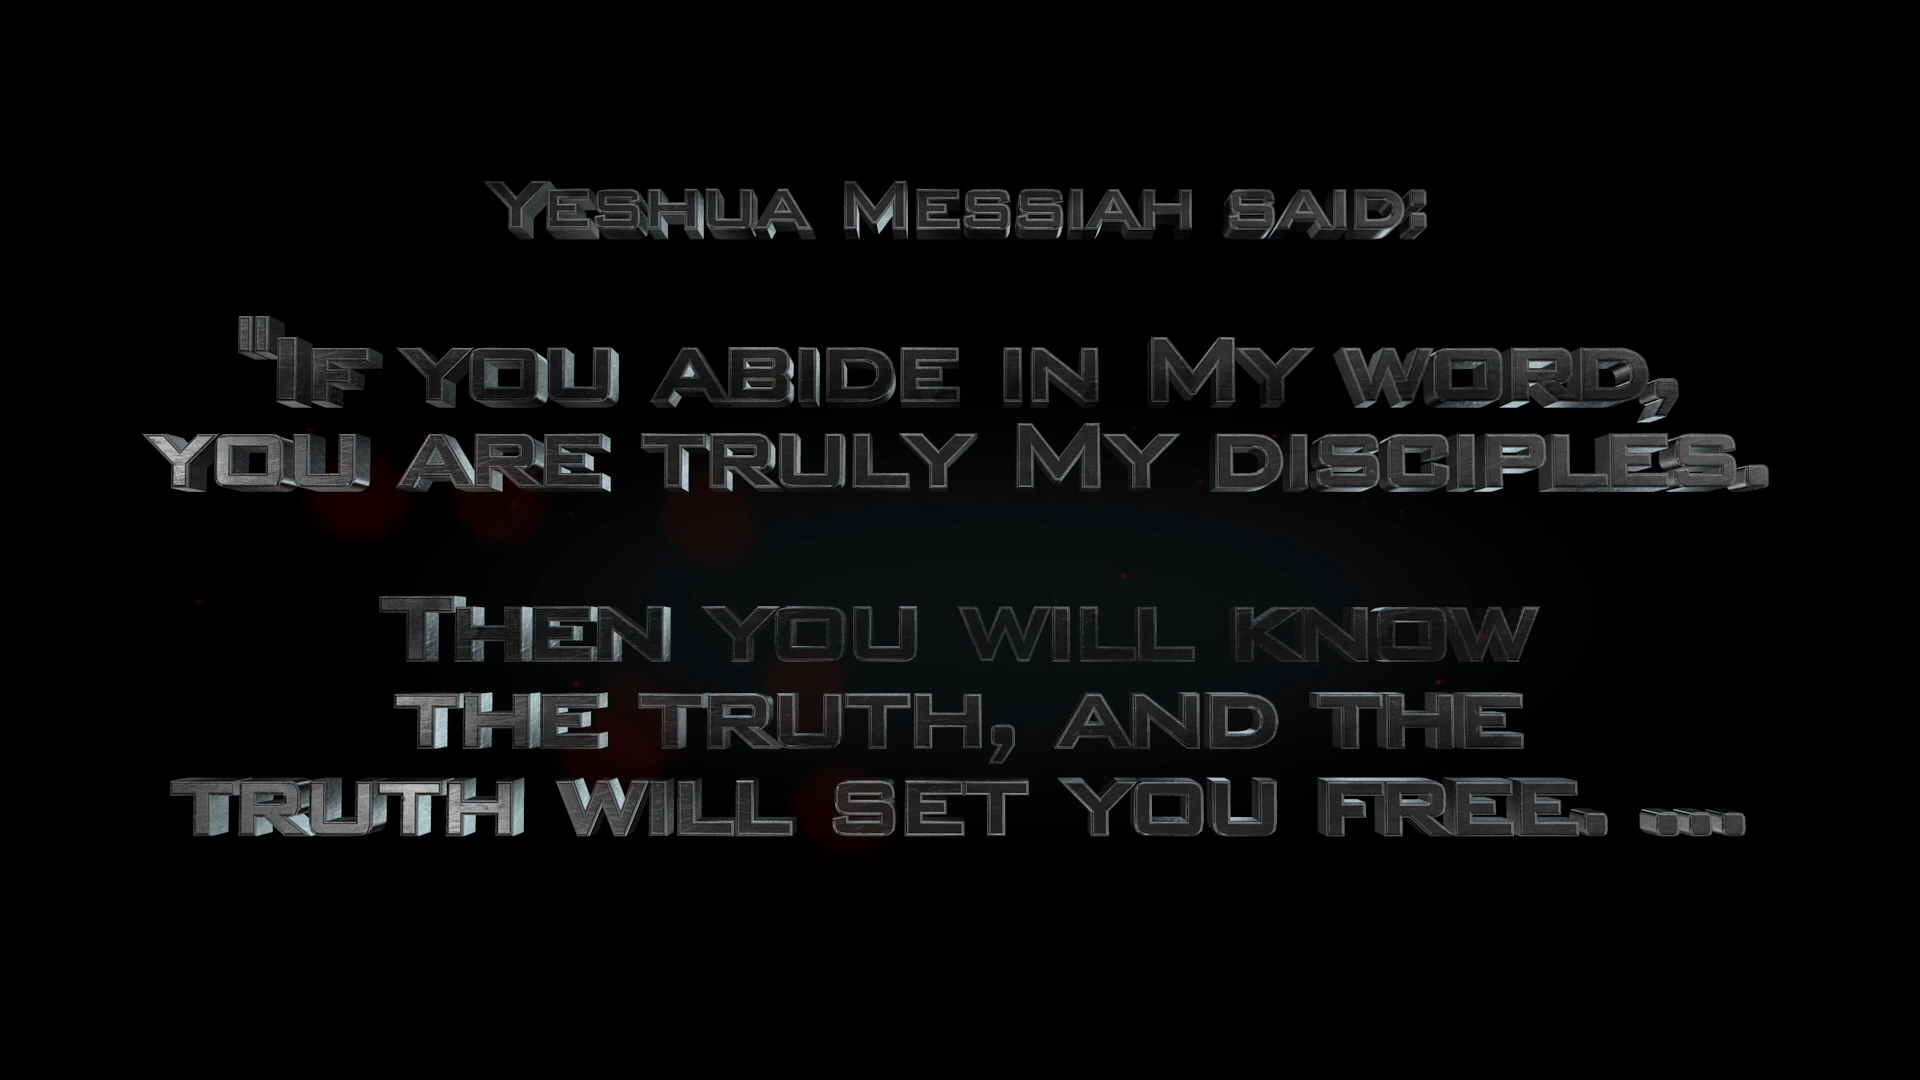 Yeshua Messiah said;
"If you abide in My word,
you are truly My disciples.
Then you will know
the truth, and the
truth will set you free. ...